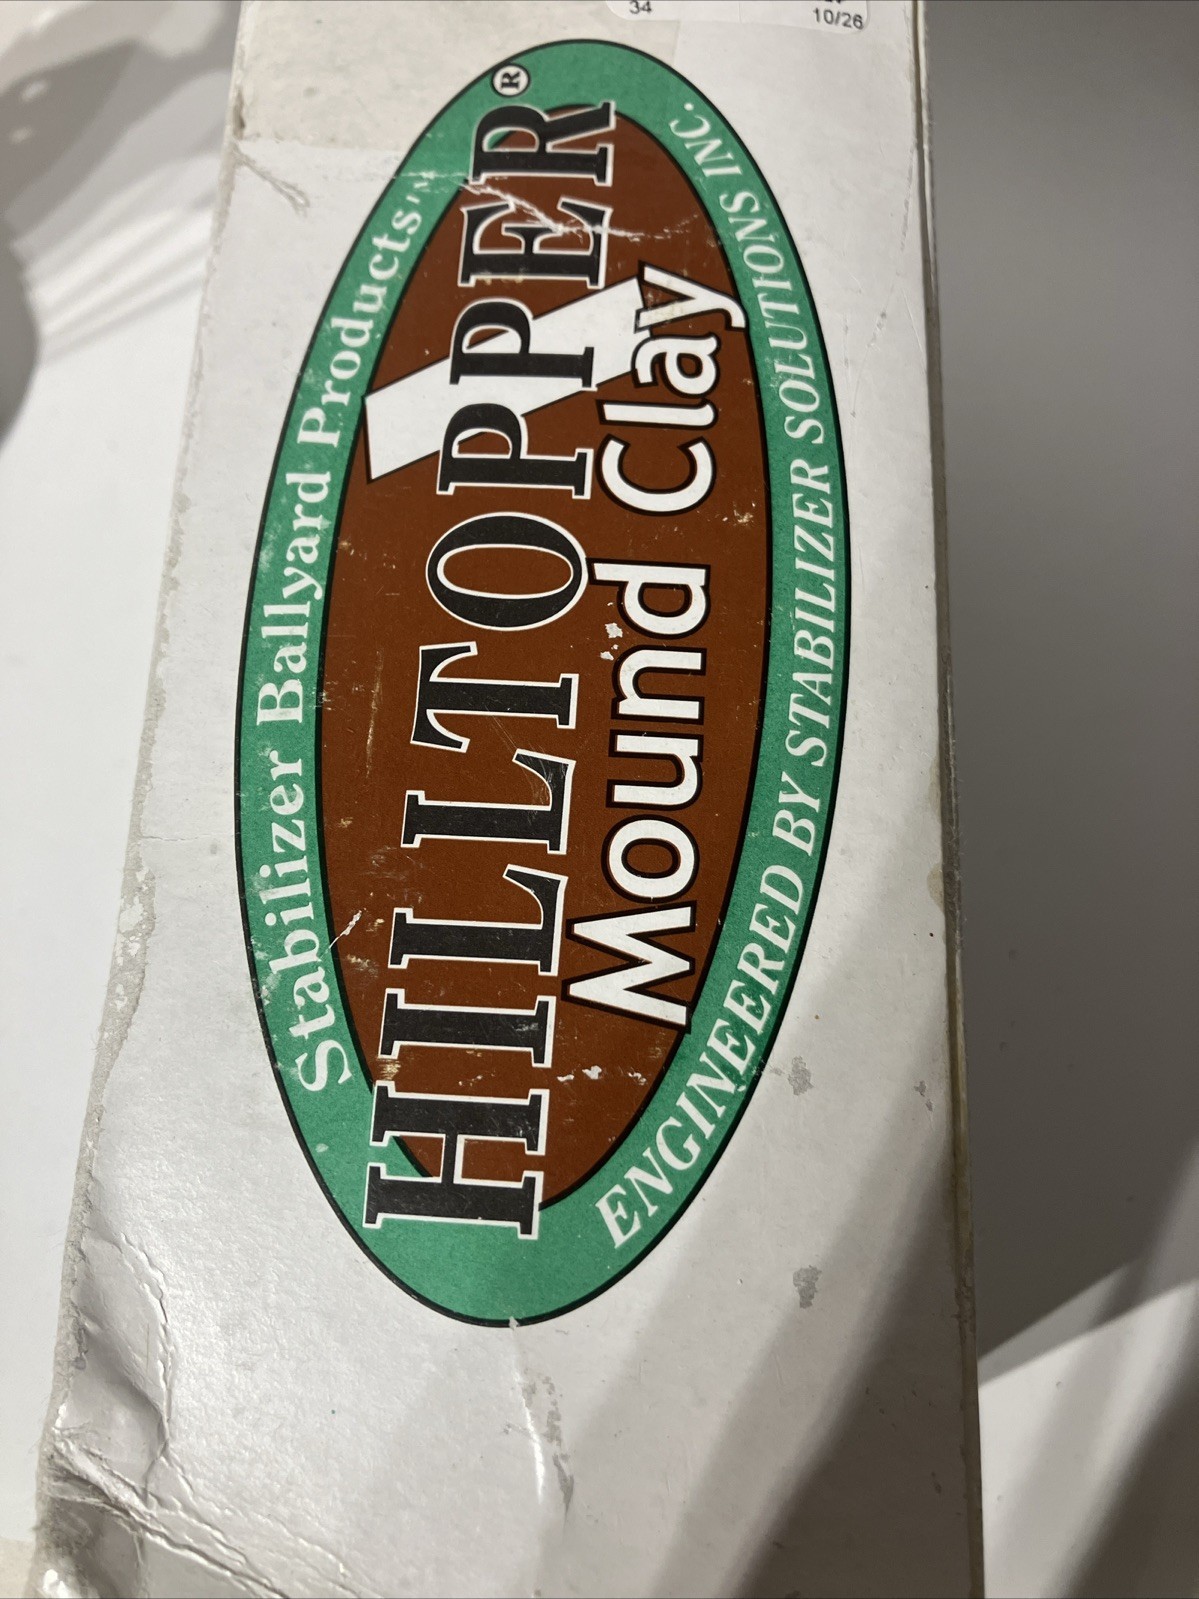 34
10/26
Stabilizer Ballyard Products™
HILLTOPPER®
Mound Clay
ENGINEERED BY STABILIZER SOLUTIONS INC.